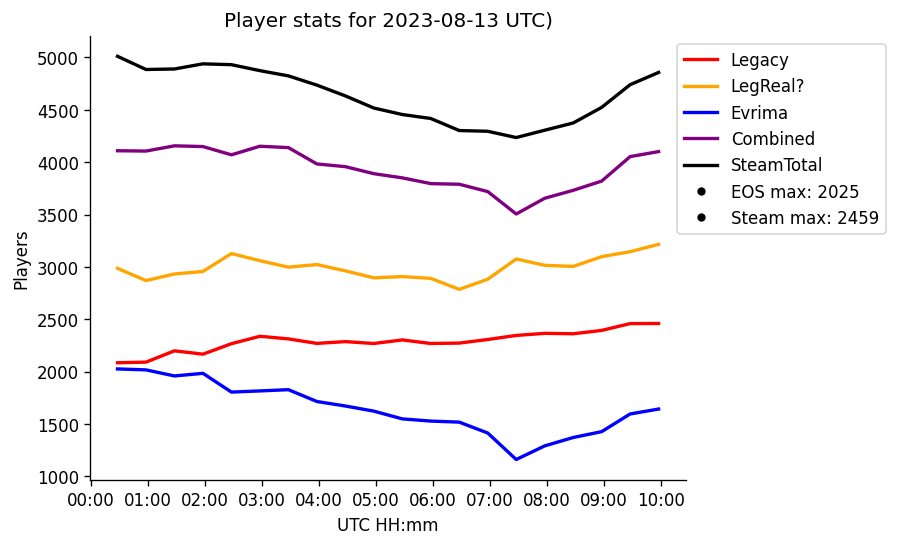 Player stats for 2023-08-13 UTC)
Players
5000
4500
4000
3500
3000
2500
2000
1500
1000
00:00 01:00 02:00 03:00 04:00 05:00 06:00 07:00 08:00 09:00 10:00
UTC HH:mm
Legacy
LegReal?
Evrima
Combined
SteamTotal
EOS max: 2025
Steam max: 2459